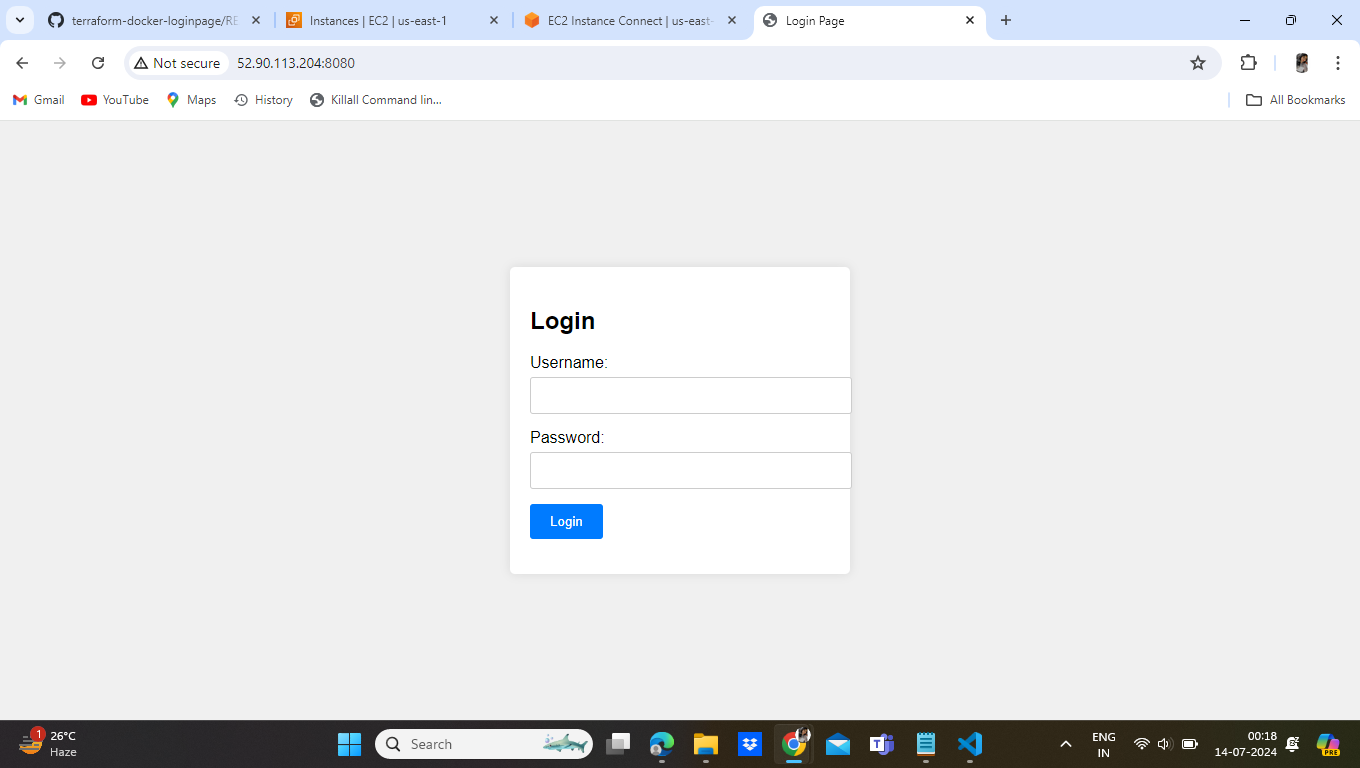 terraform-docker-loginpage/RE
Instances | EC2 | us-east-1
EC2 Instance Connect | us-east-
Login Page
Not secure
52.90.113.204:8080
Gmail
YouTube
Maps
History
Killall Command lin...
All Bookmarks
Login
Username:
Password:
Login
1
26°C
Haze
Search
ENG
IN
00:18
14-07-2024
PRE